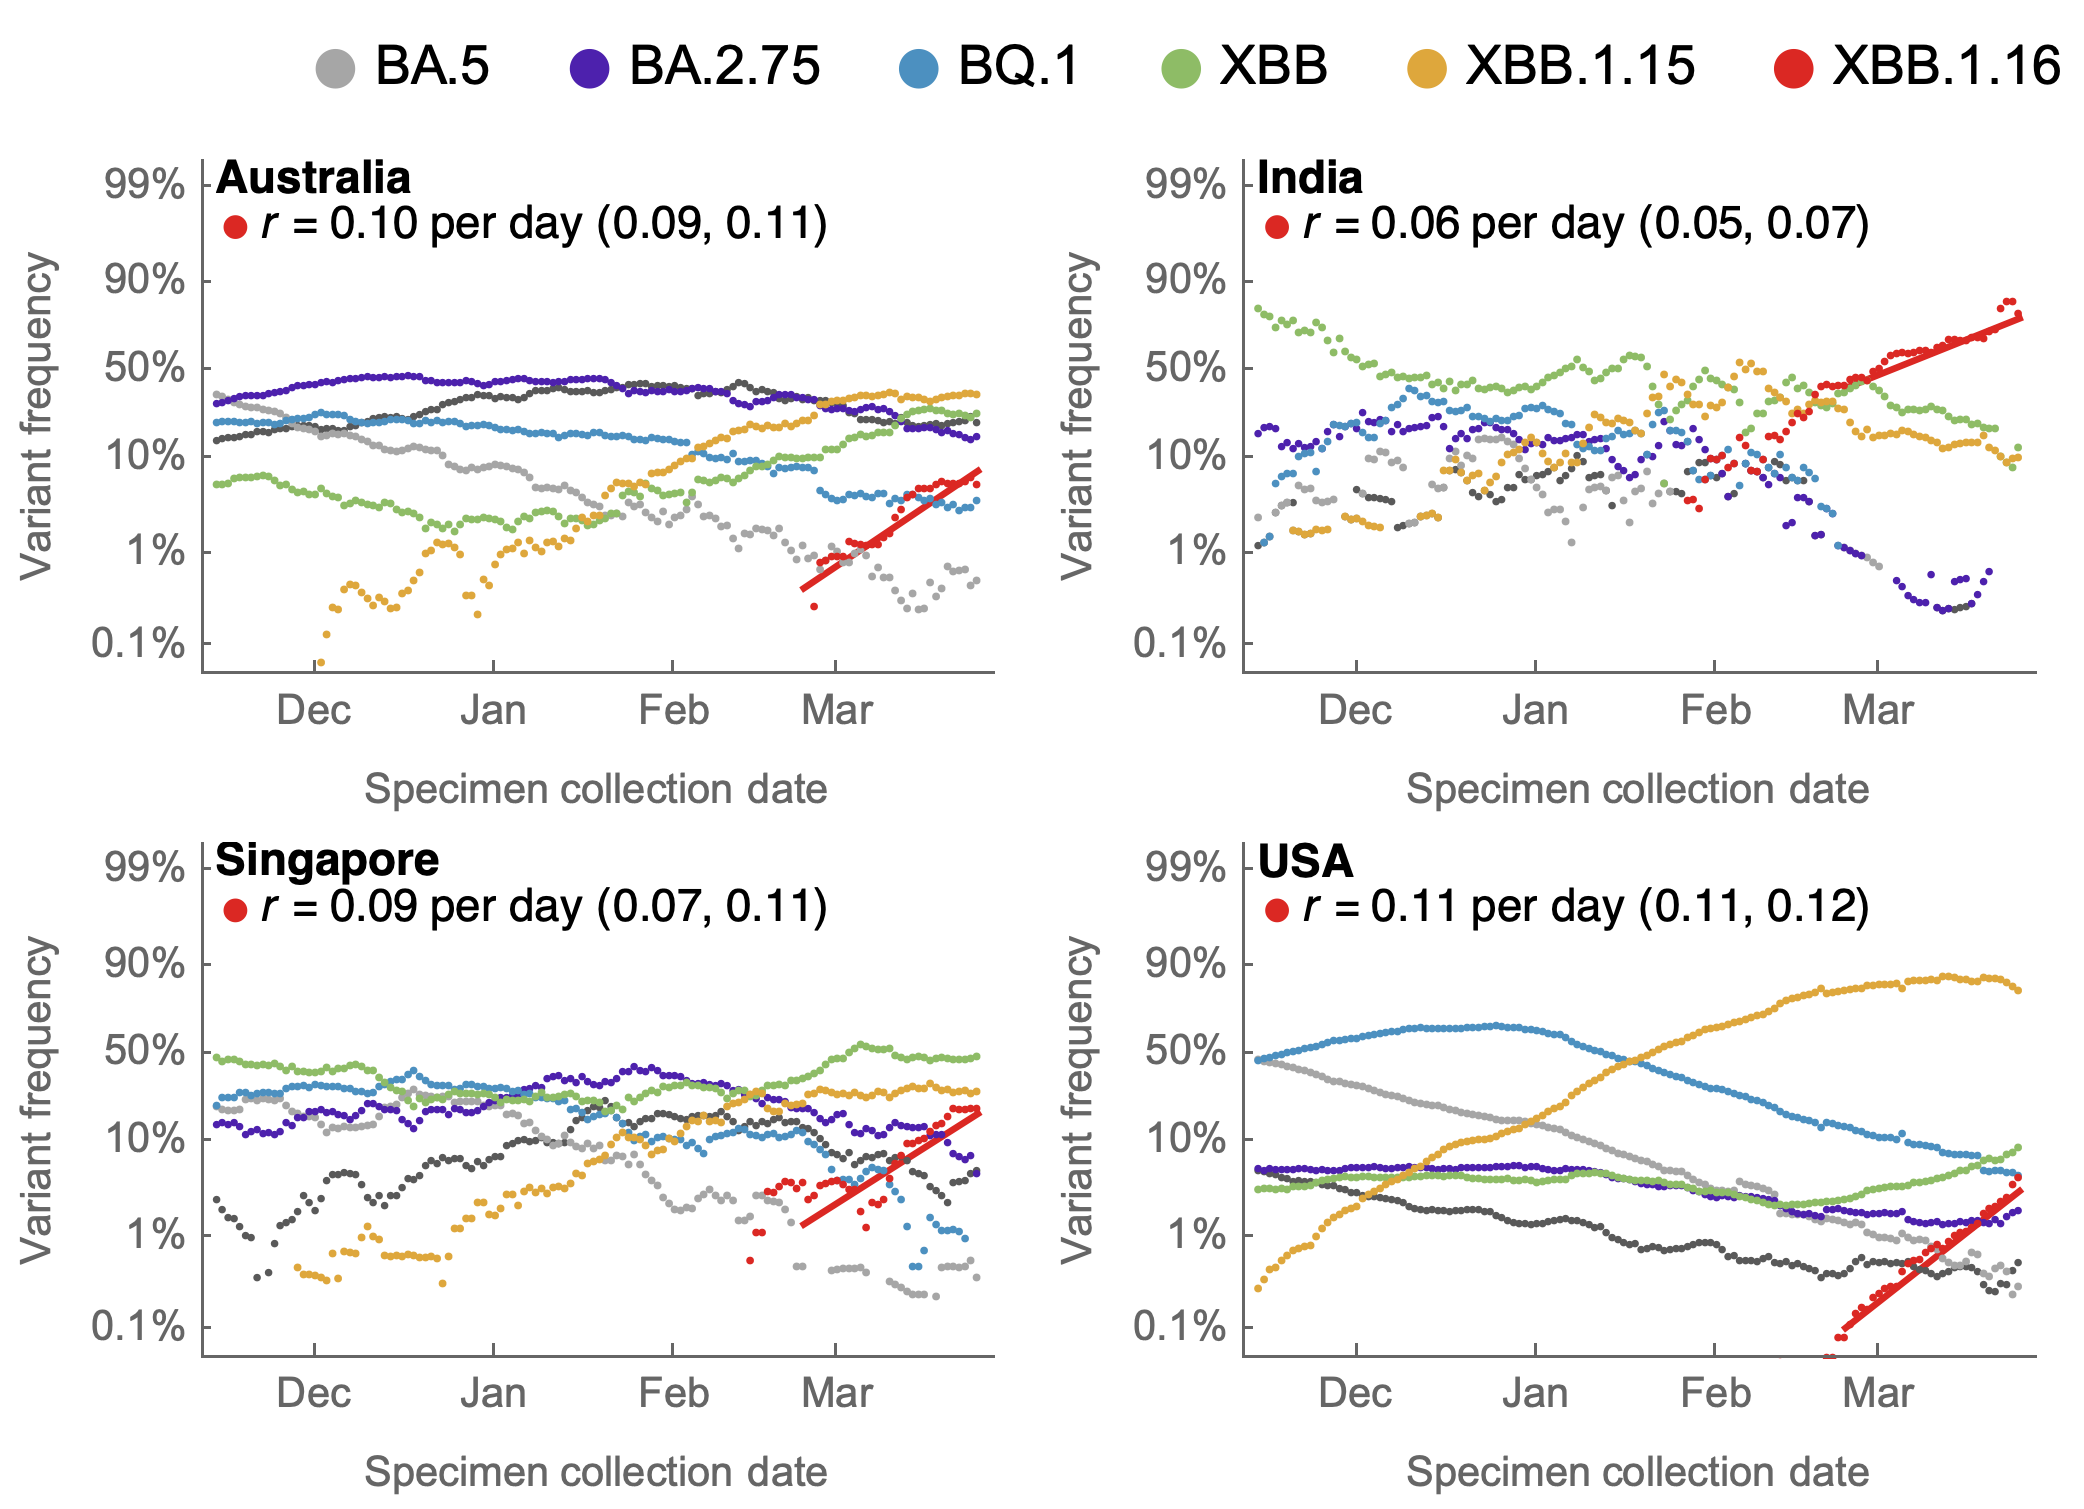 BA.5 BA.2.75 BQ.1 XBB XBB.1.15 XBB.1.16
Australia
r = 0.10 per day (0.09, 0.11)
99%
90%
50%
10%
1%
0.1%
Variant frequency
Dec Jan Feb Mar
Specimen collection date
India
r = 0.06 per day (0.05, 0.07)
99%
90%
50%
10%
1%
0.1%
Variant frequency
Dec Jan Feb Mar
Specimen collection date
Singapore
r = 0.09 per day (0.07, 0.11)
99%
90%
50%
10%
1%
0.1%
Variant frequency
Dec Jan Feb Mar
Specimen collection date
USA
r = 0.11 per day (0.11, 0.12)
99%
90%
50%
10%
1%
0.1%
Variant frequency
Dec Jan Feb Mar
Specimen collection date